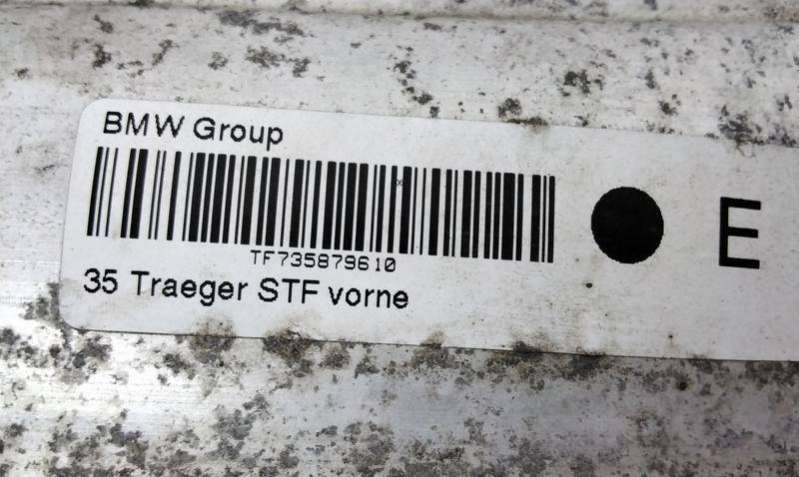 BMW Group
TF735879610
35 Traeger STF vorne
E